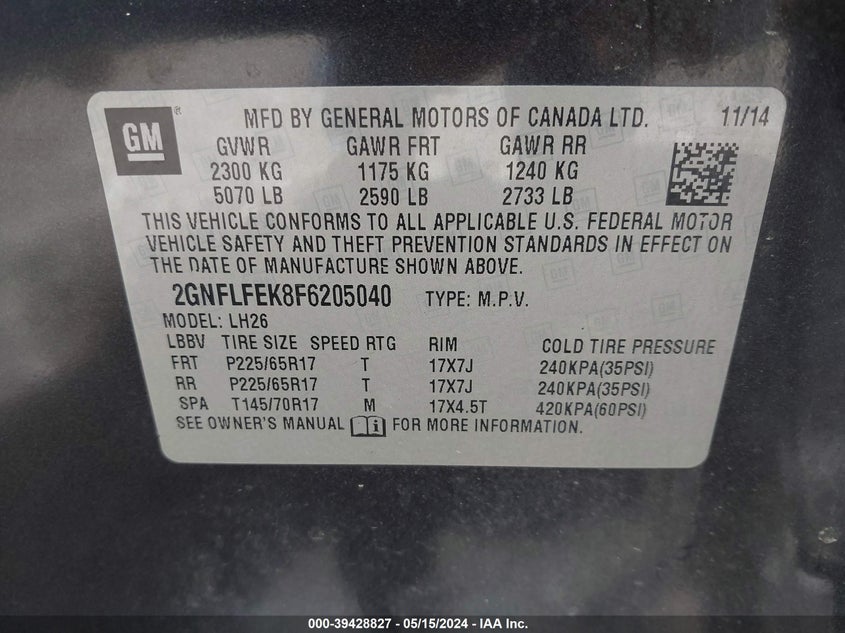 GM ® MFD BY GENERAL MOTORS OF CANADA LTD. 11/14
GVWR GAWR FRT GAWR RR
2300 KG 1175 KG 1240 KG
5070 LB 2590 LB 2733 LB
THIS VEHICLE CONFORMS TO ALL APPLICABLE U.S. FEDERAL MOTOR
VEHICLE SAFETY AND THEFT PREVENTION STANDARDS IN EFFECT ON
THE DATE OF MANUFACTURE SHOWN ABOVE.
2GNFLFEK8F6205040 TYPE: M.P.V.
MODEL: LH26
LBBV TIRE SIZE SPEED RTG RIM COLD TIRE PRESSURE
FRT P225/65R17 T 17X7J 240KPA(35PSI)
RR P225/65R17 T 17X7J 240KPA(35PSI)
SPA T145/70R17 M 17X4.5T 420KPA(60PSI)
SEE OWNER'S MANUAL i FOR MORE INFORMATION.
000-39428827 - 05/15/2024 - IAA Inc.